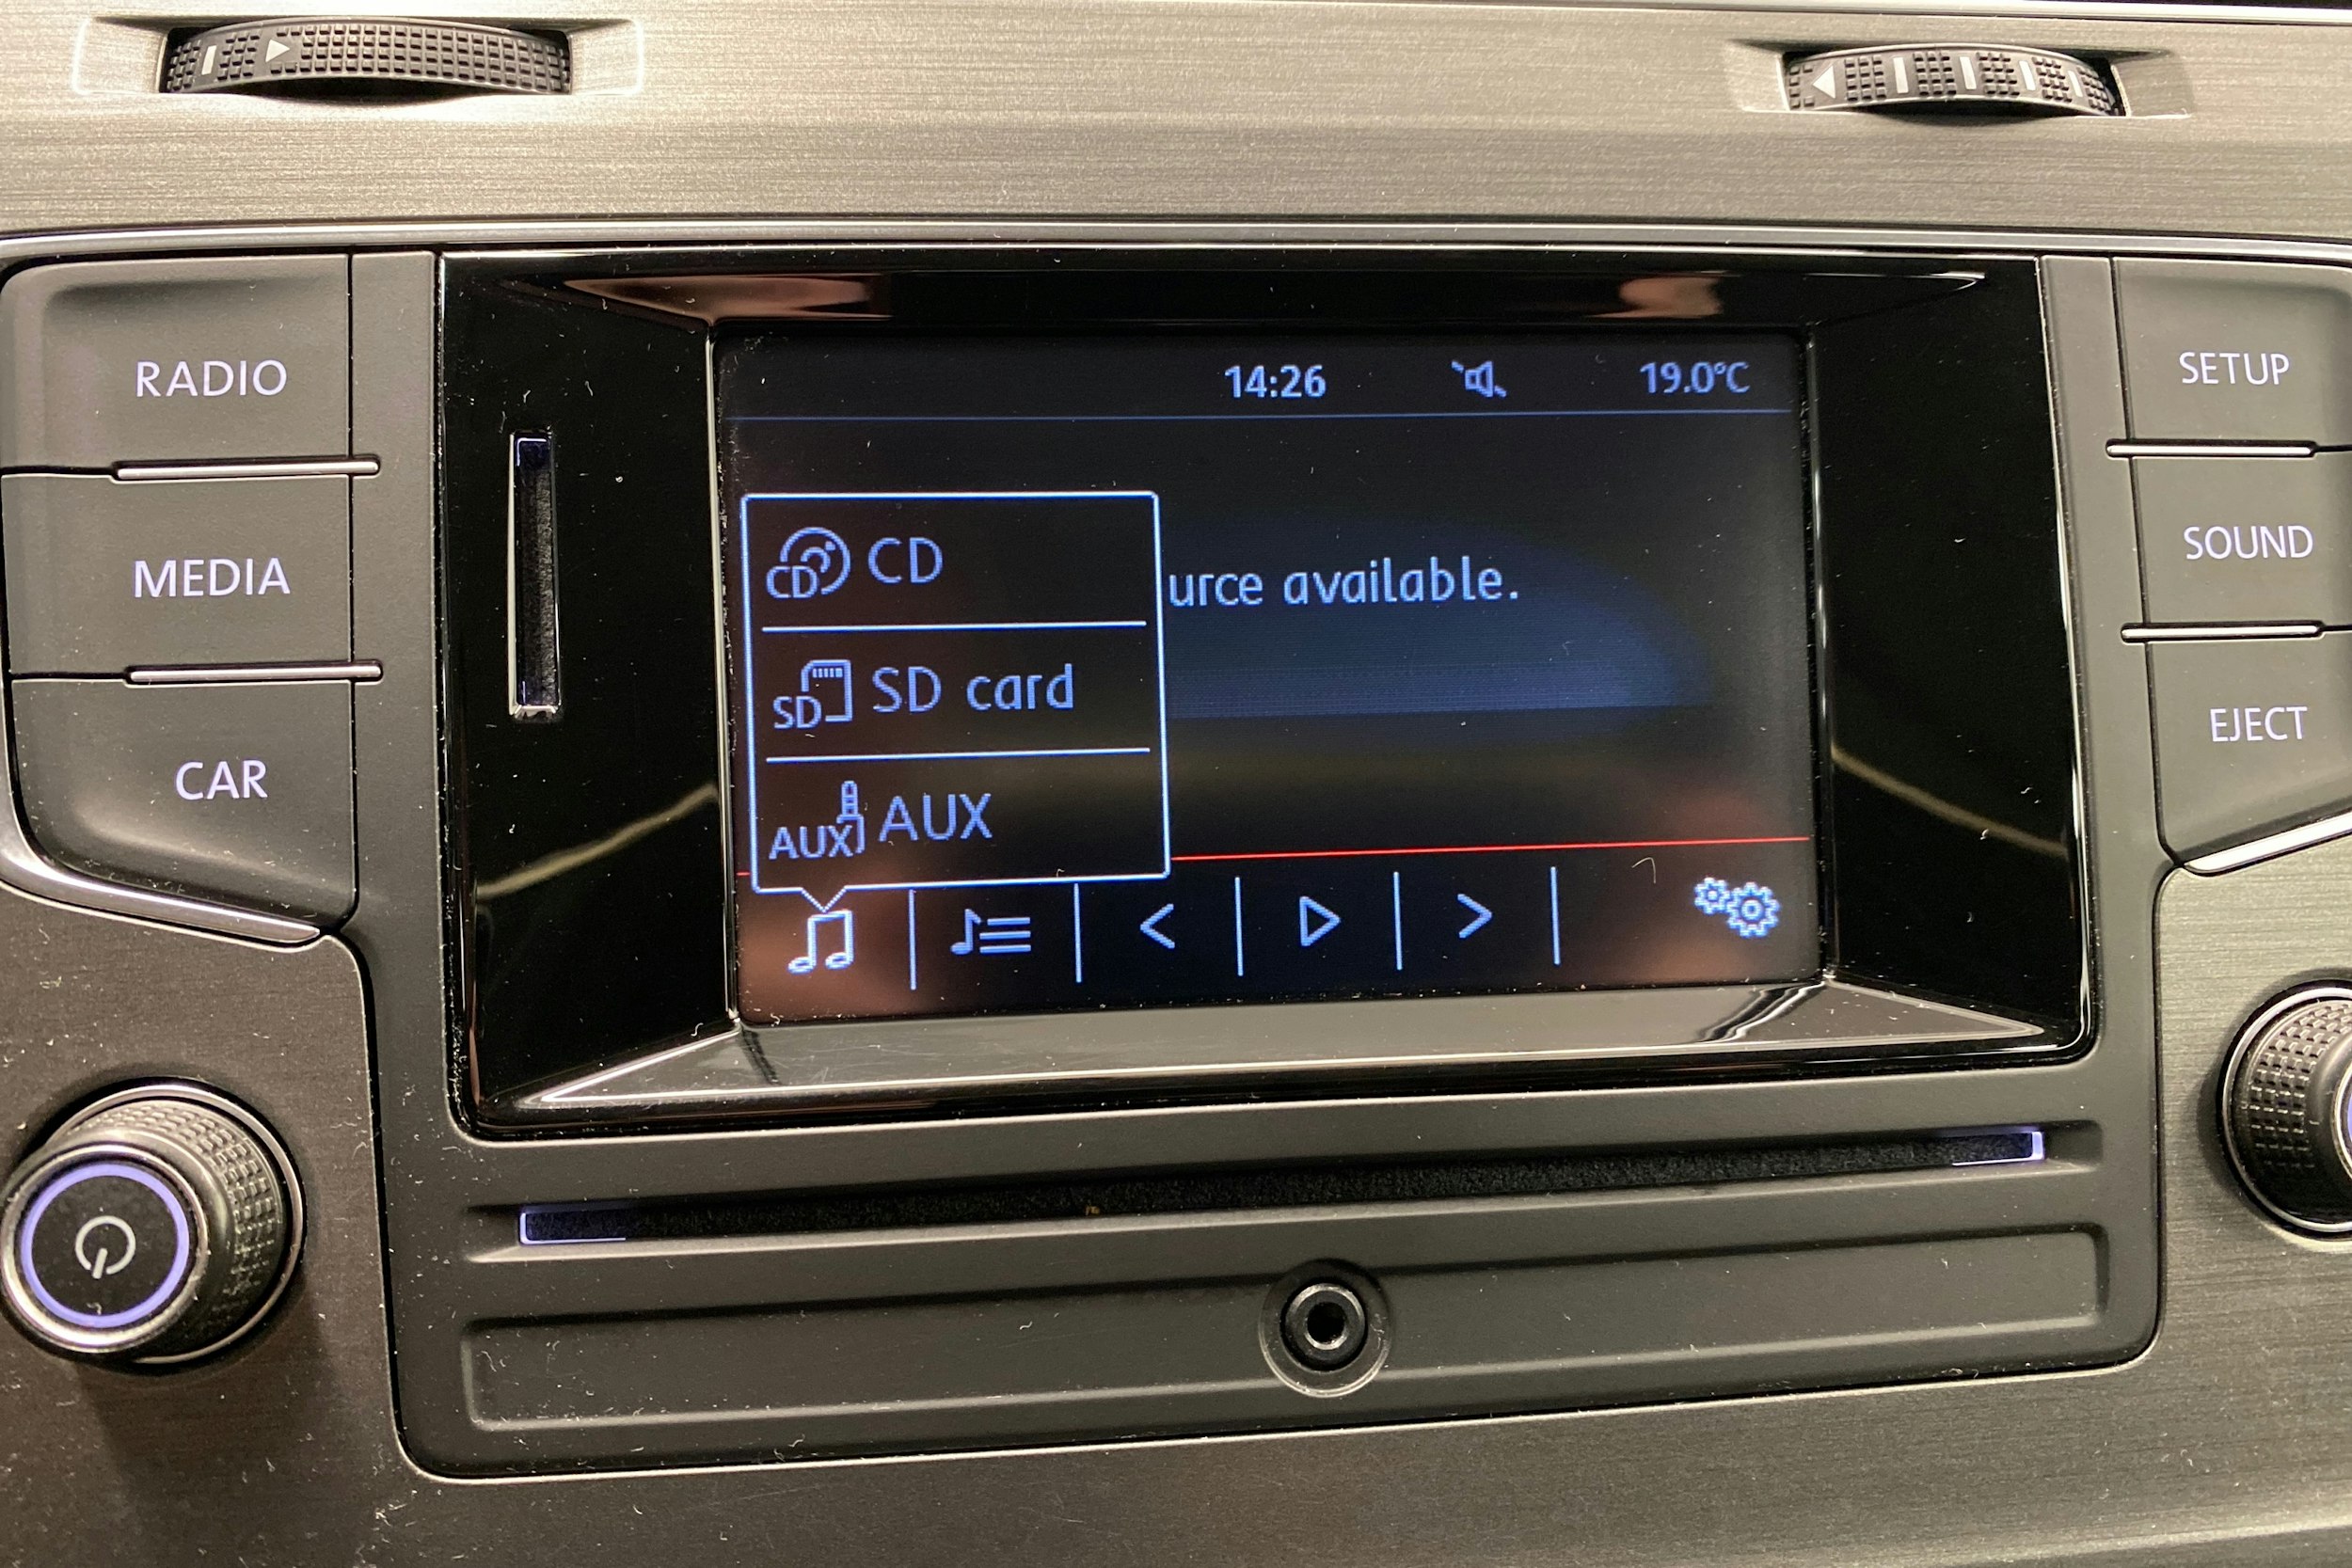 RADIO
MEDIA
CAR
14:26
19.0°C
CD CD
urce available.
SD SD card
AUX AUX
SETUP
SOUND
EJECT